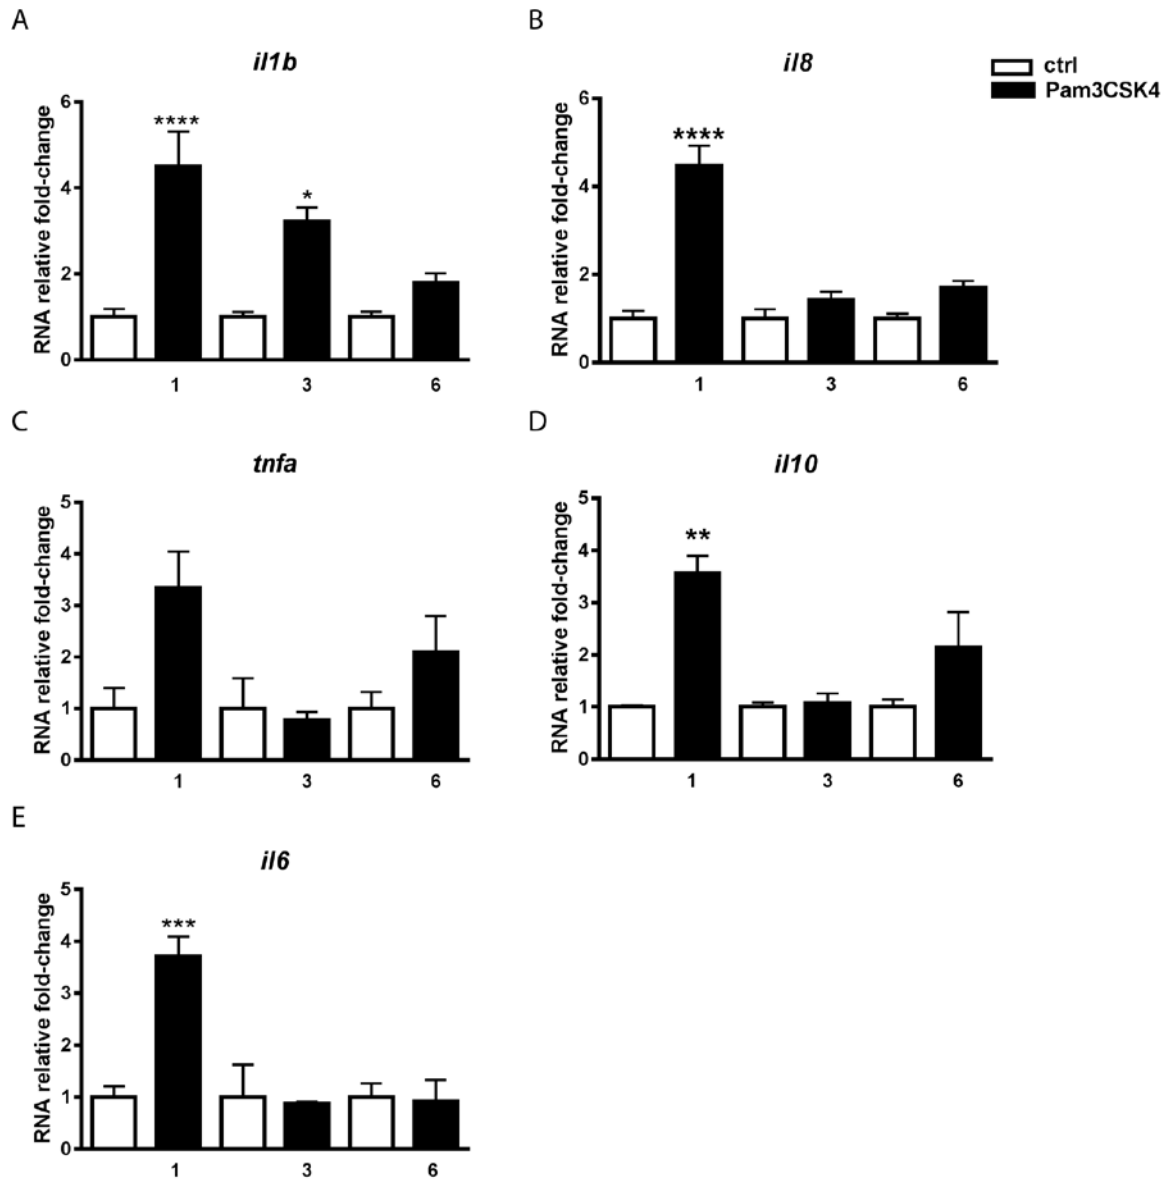 A
il1b
RNA relative fold-change
6
4
2
0
****
*
1 3 6
B
il8
ctrl
Pam3CSK4
RNA relative fold-change
6
4
2
0
****
1 3 6
C
tnfa
RNA relative fold-change
5
4
3
2
1
0
1 3 6
D
il10
RNA relative fold-change
5
4
3
2
1
0
**
1 3 6
E
il6
RNA relative fold-change
5
4
3
2
1
0
***
1 3 6